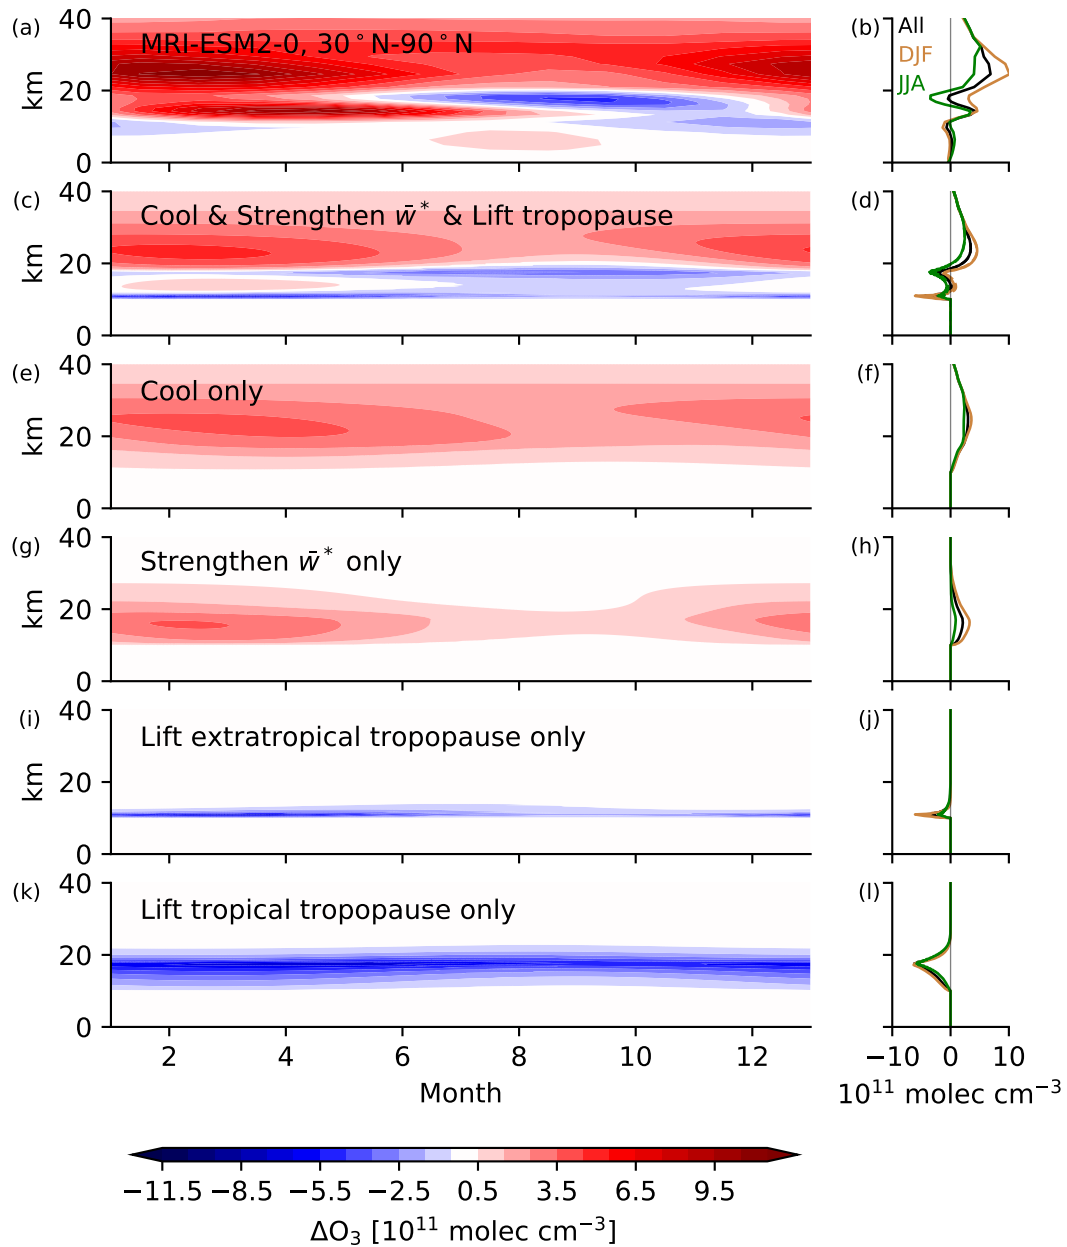 (a)
40
20
0
km
MRI-ESM2-0, 30°N-90°N
(b)
All
DJF
JJA
(c)
40
20
0
km
Cool & Strengthen w̄* & Lift tropopause
(d)
(e)
40
20
0
km
Cool only
(f)
(g)
40
20
0
km
Strengthen w̄* only
(h)
(i)
40
20
0
km
Lift extratropical tropopause only
(j)
(k)
40
20
0
Lift tropical tropopause only
(l)
2 4 6 8 10 12
Month
−10 0 10
10¹¹ molec cm⁻³
−11.5 −8.5 −5.5 −2.5 0.5 3.5 6.5 9.5
ΔO₃ [10¹¹ molec cm⁻³]